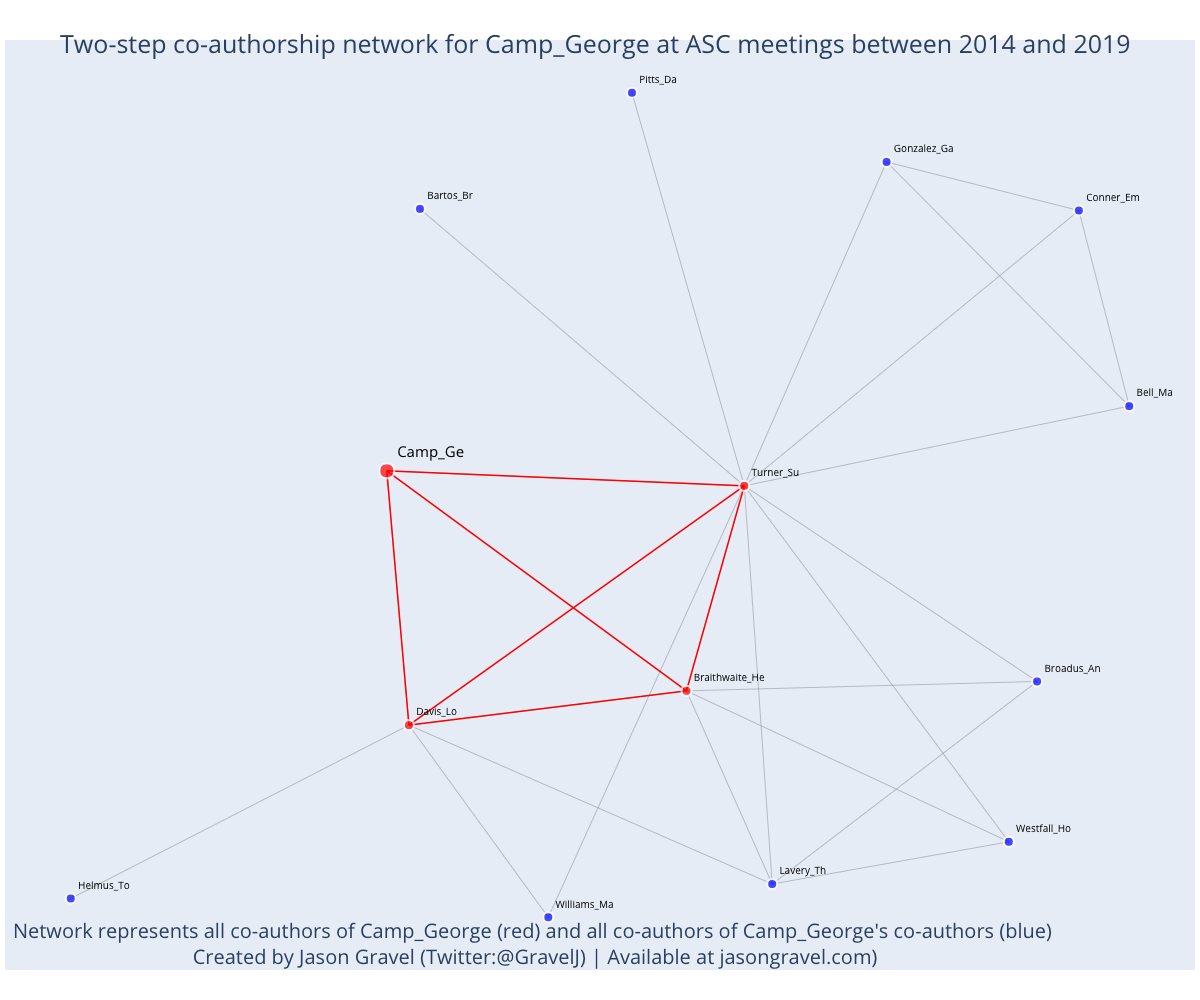 Two-step co-authorship network for Camp_George at ASC meetings between 2014 and 2019
Pitts_Da
Gonzalez_Ga
Bartos_Br
Conner_Em
Bell_Ma
Camp_Ge
Turner_Su
Broadus_An
Braithwaite_He
Davis_Lo
Westfall_Ho
Lavery_Th
Helmus_To
Williams_Ma
Network represents all co-authors of Camp_George (red) and all co-authors of Camp_George's co-authors (blue)
Created by Jason Gravel (Twitter:@GravelJ) | Available at jasongravel.com)